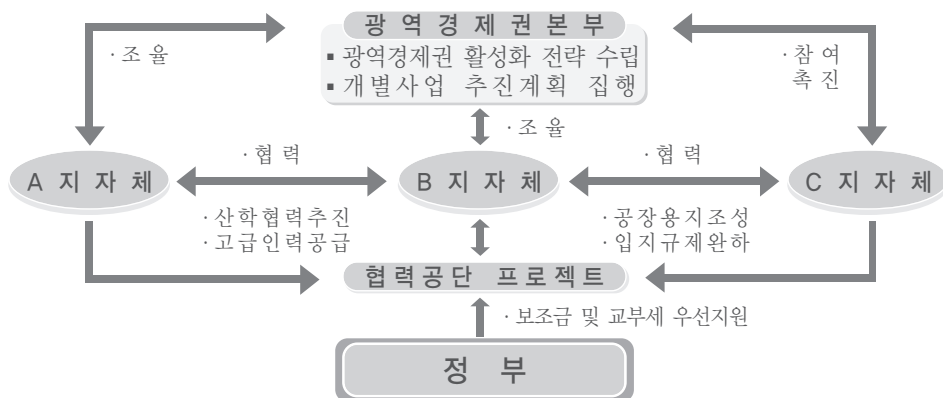 광역경제권본부
▪ 광역경제권 활성화 전략 수립
▪ 개별사업 추진계획 집행
· 조율
· 참여
촉진
· 조율
A 지자체
· 협력
B 지자체
· 협력
C 지자체
· 산학협력추진
· 고급인력공급
· 공장용지조성
· 입지규제완화
협력공단 프로젝트
· 보조금 및 교부세 우선지원
정 부